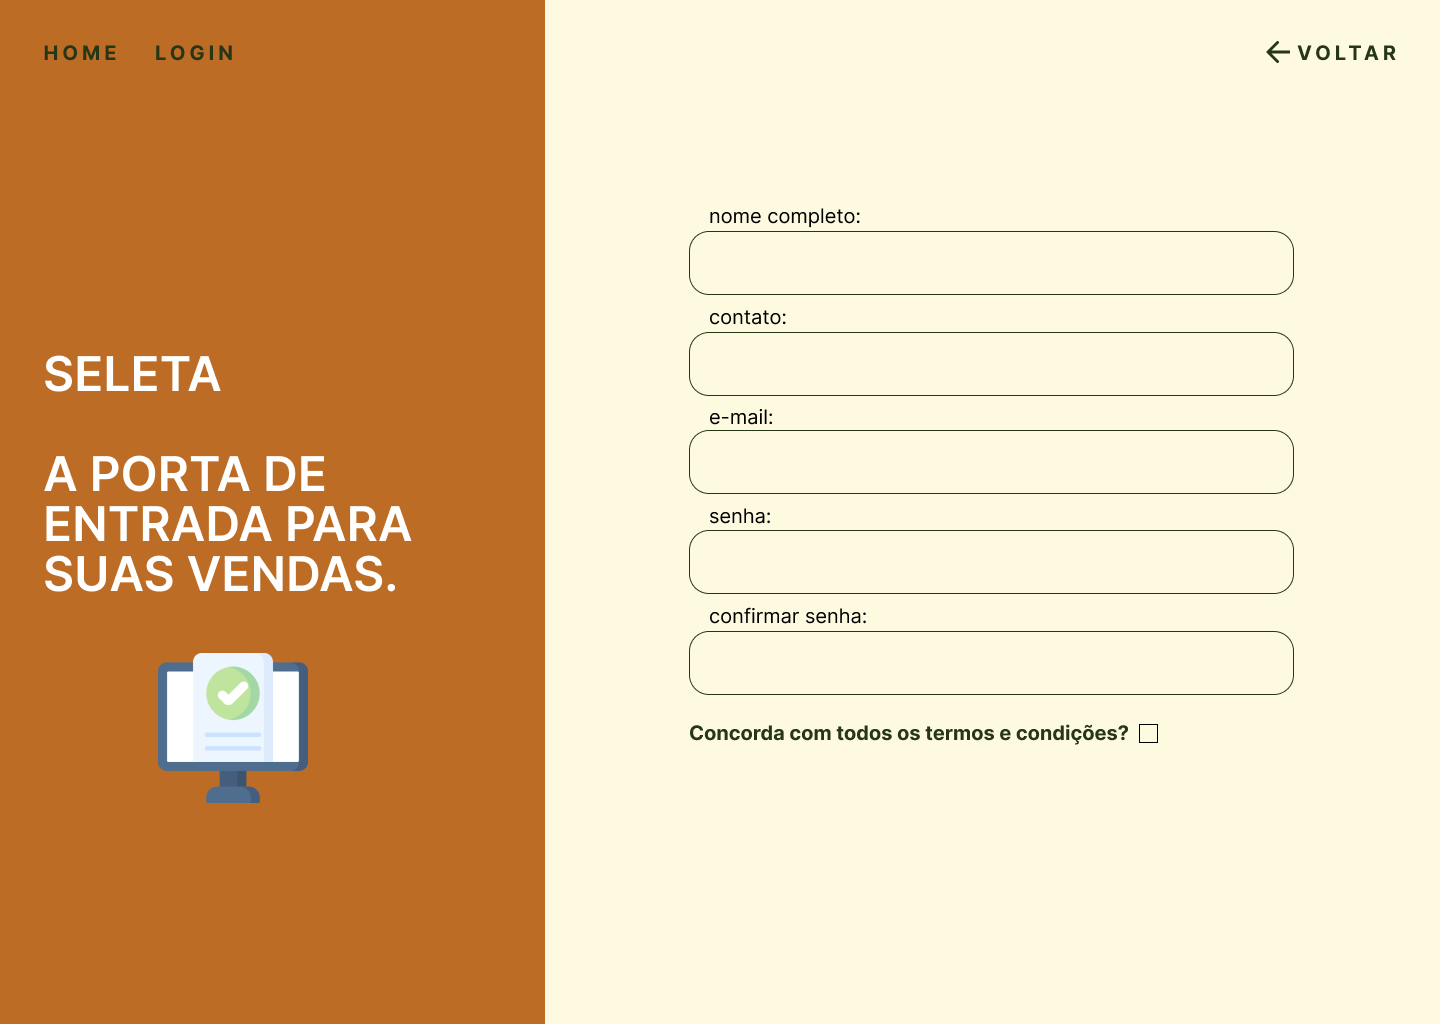 HOME LOGIN
VOLTAR
SELETA
A PORTA DE
ENTRADA PARA
SUAS VENDAS.
nome completo:
contato:
e-mail:
senha:
confirmar senha:
Concorda com todos os termos e condições?